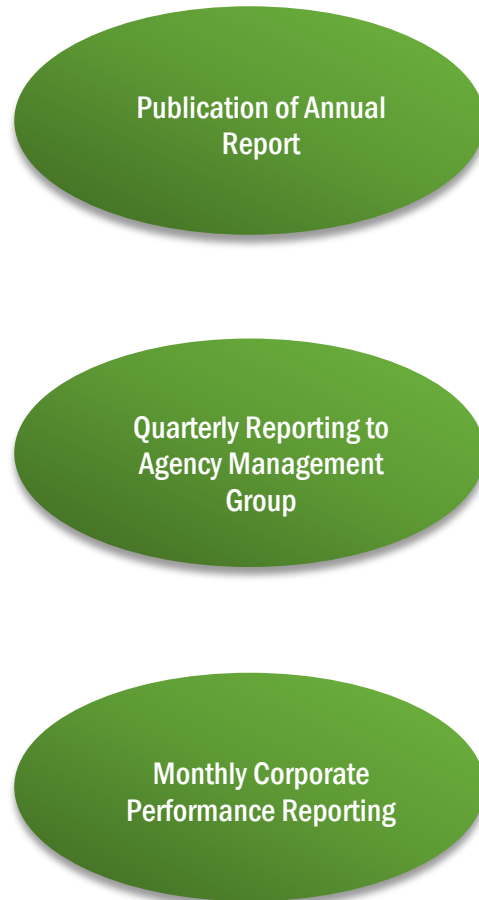 Publication of Annual
Report
Quarterly Reporting to
Agency Management
Group
Monthly Corporate
Performance Reporting